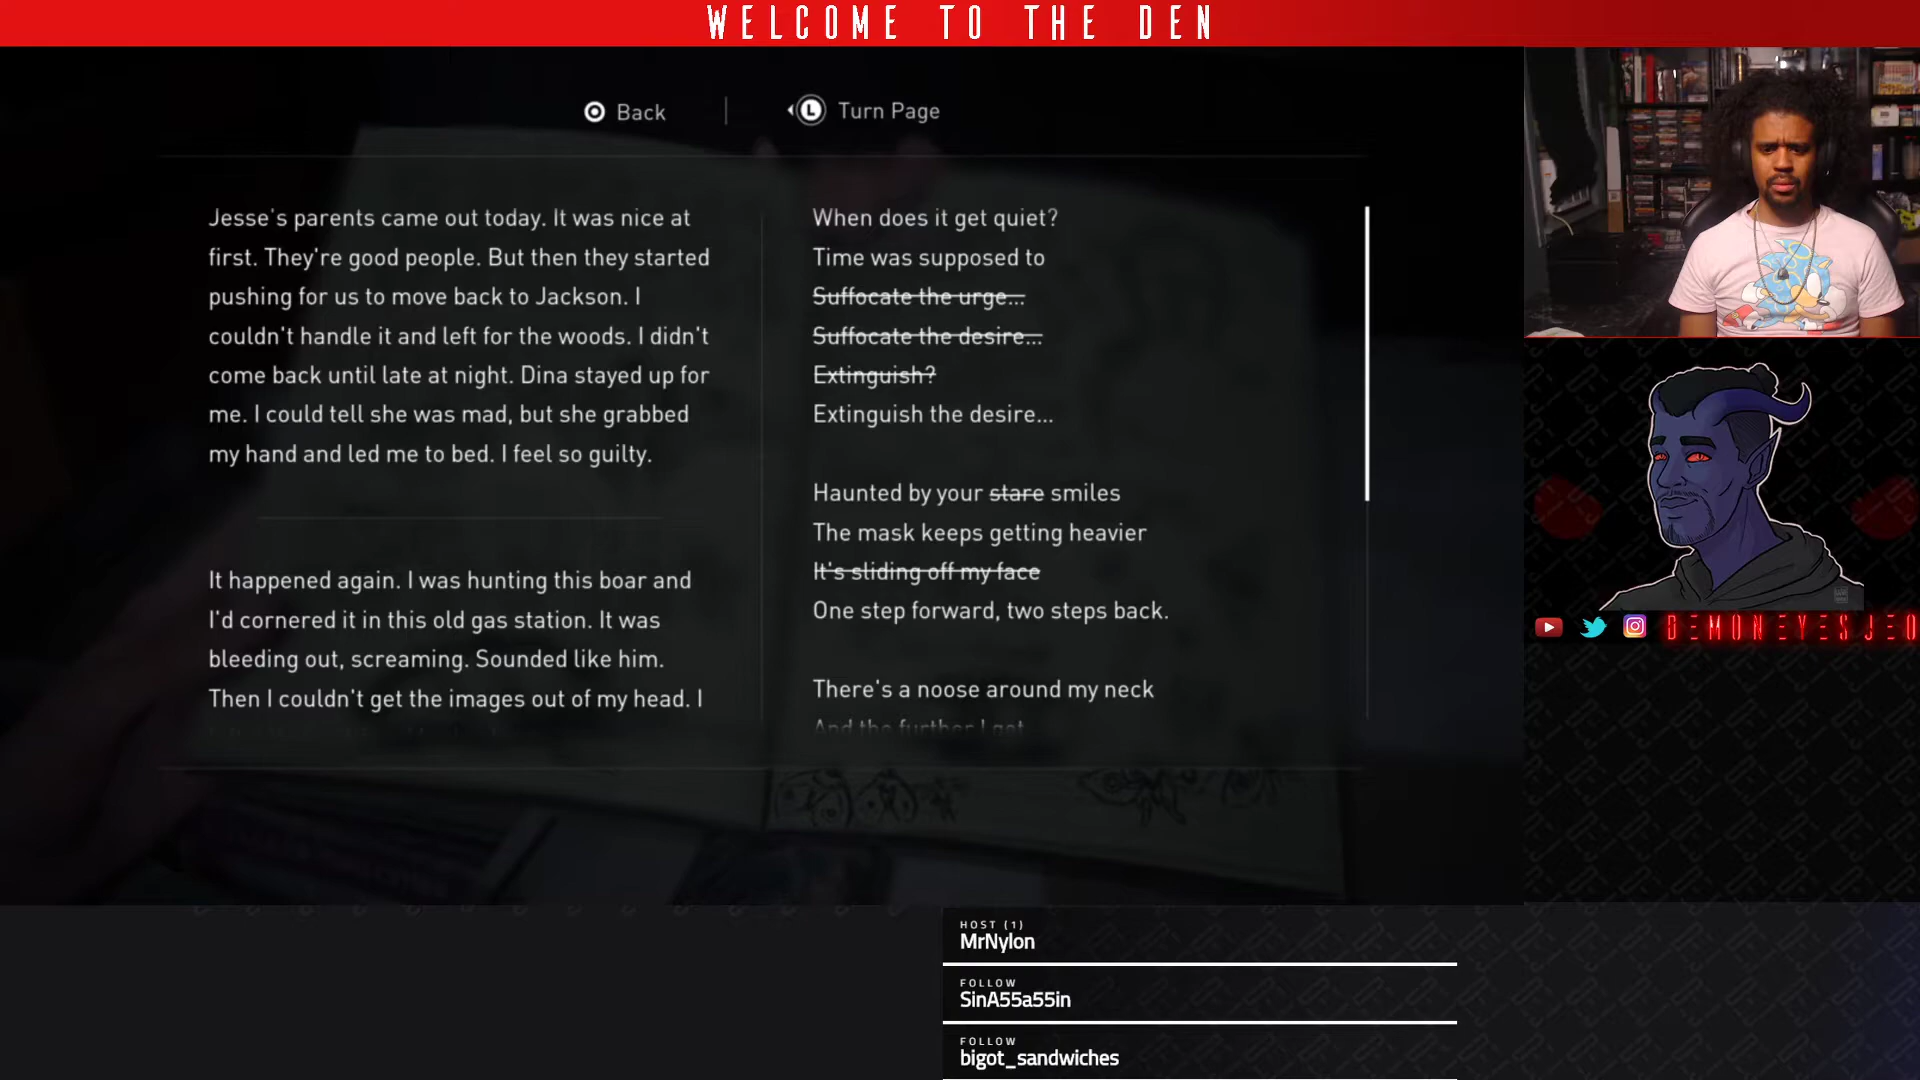 WELCOME TO THE DEN
Back
L Turn Page
Jesse's parents came out today. It was nice at
first. They're good people. But then they started
pushing for us to move back to Jackson. I
couldn't handle it and left for the woods. I didn't
come back until late at night. Dina stayed up for
me. I could tell she was mad, but she grabbed
my hand and led me to bed. I feel so guilty.
It happened again. I was hunting this boar and
I'd cornered it in this old gas station. It was
bleeding out, screaming. Sounded like him.
Then I couldn't get the images out of my head. I
When does it get quiet?
Time was supposed to
Suffocate the urge...
Suffocate the desire...
Extinguish?
Extinguish the desire...
Haunted by your stare smiles
The mask keeps getting heavier
It's sliding off my face
One step forward, two steps back.
There's a noose around my neck
And the further I get
DEMONEYESJEO
HOST (1)
MrNylon
FOLLOW
SinA55a55in
FOLLOW
bigot_sandwiches